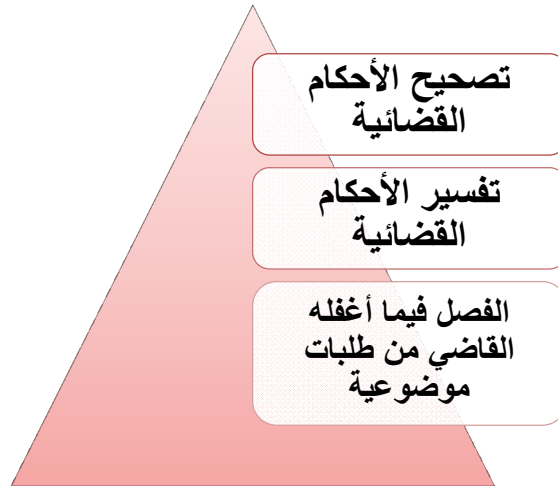 تصحيح الأحكام
القضائية
تفسير الأحكام
القضائية
الفصل فيما أغفله
القاضي من طلبات
موضوعية